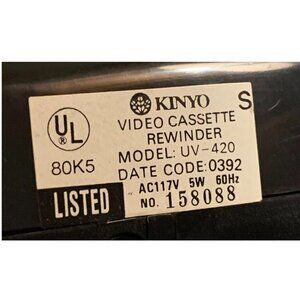 KINYO
S
UL
VIDEO CASSETTE
REWINDER
80K5
MODEL: UV-420
DATE CODE: 0392
LISTED
AC117V 5W 60Hz
NO. 158088